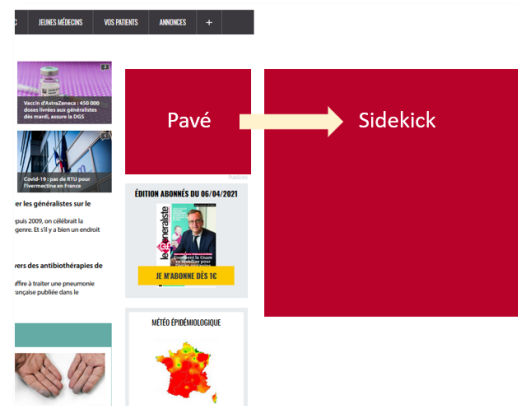 JEUNES MÉDECINS VOS PATIENTS ANNONCES +
Vaccin d'AstraZeneca : 450 000
doses livrées aux généralistes
dès mardi, assure la DGS
Covid-19 : pas de RTU pour
l'ivermectine en France
er les généralistes sur le
puis 2009, on célébrait la
genre. Et s'il y a bien un endroit
vers des antibiothérapies de
ffire à traiter une pneumonie
ançaise publiée dans le
Pavé
Sidekick
ÉDITION ABONNÉS DU 06/04/2021
le généraliste
JE M'ABONNE DÈS 1€
MÉTÉO ÉPIDÉMIOLOGIQUE